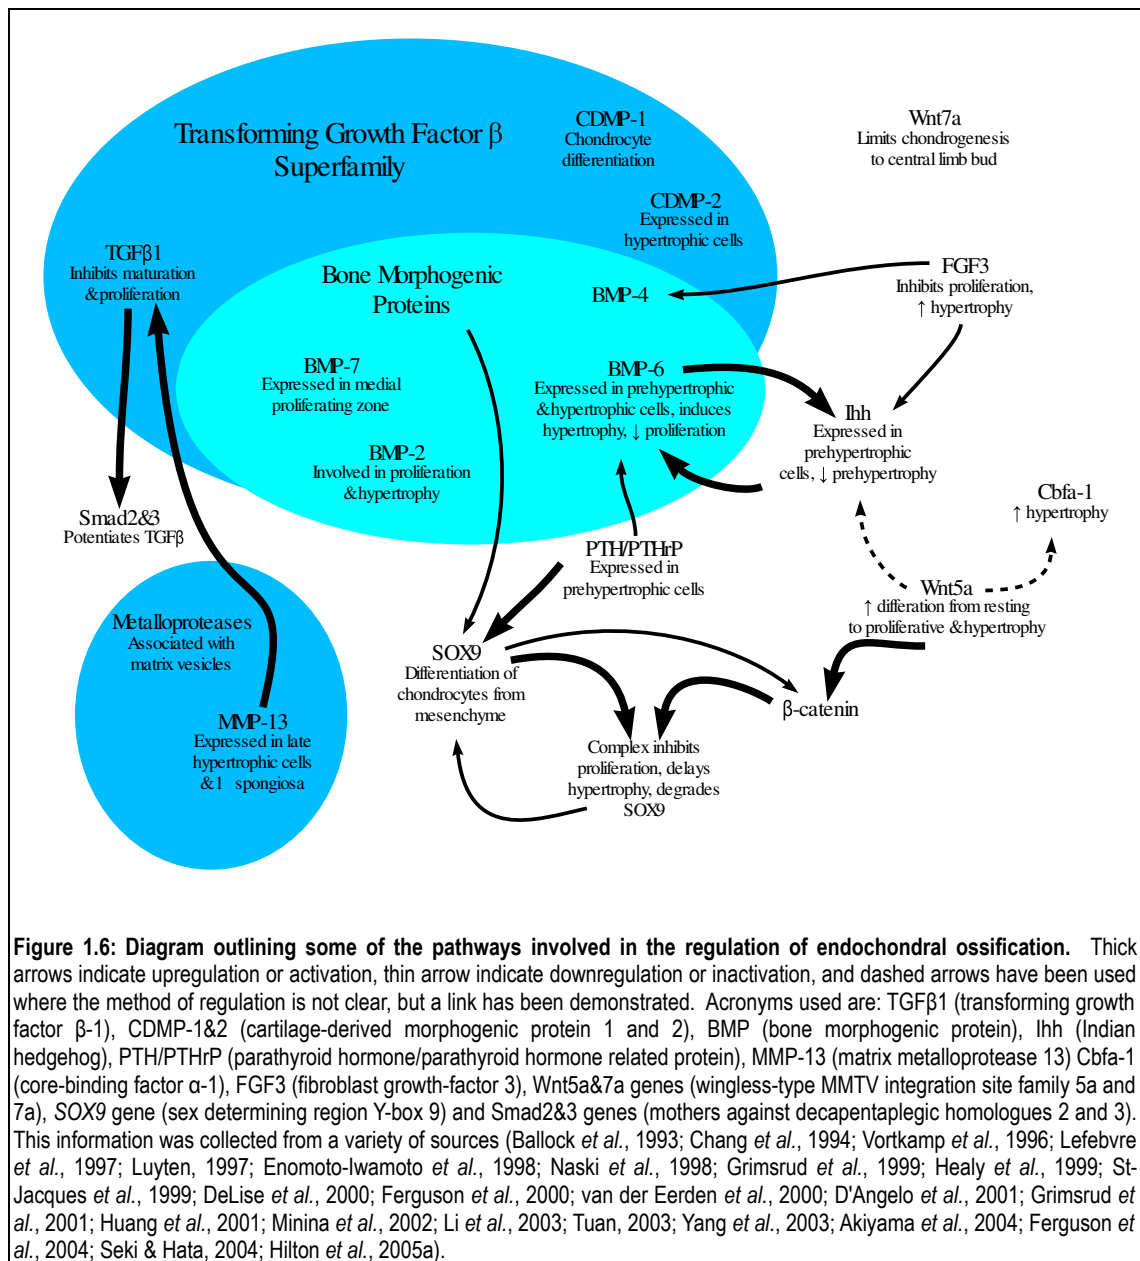 Transforming Growth Factor β
Superfamily
CDMP-1
Chondrocyte
differentiation
Wnt7a
Limits chondrogenesis
to central limb bud
CDMP-2
Expressed in
hypertrophic cells
TGFβ1
Inhibits maturation
&proliferation
Bone Morphogenic
Proteins
BMP-4
FGF3
Inhibits proliferation,
↑ hypertrophy
BMP-7
Expressed in medial
proliferating zone
BMP-6
Expressed in prehypertrophic
&hypertrophic cells, induces
hypertrophy, ↓ proliferation
Ihh
Expressed in
prehypertrophic
cells, ↓ prehypertrophy
BMP-2
Involved in proliferation
&hypertrophy
Cbfa-1
↑ hypertrophy
Smad2&3
Potentiates TGFβ
PTH/PTHrP
Expressed in
prehypertrophic cells
Wnt5a
↑ differation from resting
to proliferative &hypertrophy
Metalloproteases
Associated with
matrix vesicles
SOX9
Differentiation of
chondrocytes from
mesenchyme
β-catenin
MMP-13
Expressed in late
hypertrophic cells
&1 spongiosa
Complex inhibits
proliferation, delays
hypertrophy, degrades
SOX9
Figure 1.6: Diagram outlining some of the pathways involved in the regulation of endochondral ossification. Thick
arrows indicate upregulation or activation, thin arrow indicate downregulation or inactivation, and dashed arrows have been used
where the method of regulation is not clear, but a link has been demonstrated. Acronyms used are: TGFβ1 (transforming growth
factor β-1), CDMP-1&2 (cartilage-derived morphogenic protein 1 and 2), BMP (bone morphogenic protein), Ihh (Indian
hedgehog), PTH/PTHrP (parathyroid hormone/parathyroid hormone related protein), MMP-13 (matrix metalloprotease 13) Cbfa-1
(core-binding factor α-1), FGF3 (fibroblast growth-factor 3), Wnt5a&7a genes (wingless-type MMTV integration site family 5a and
7a), SOX9 gene (sex determining region Y-box 9) and Smad2&3 genes (mothers against decapentaplegic homologues 2 and 3).
This information was collected from a variety of sources (Ballock et al., 1993; Chang et al., 1994; Vortkamp et al., 1996; Lefebvre
et al., 1997; Luyten, 1997; Enomoto-Iwamoto et al., 1998; Naski et al., 1998; Grimsrud et al., 1999; Healy et al., 1999; St-
Jacques et al., 1999; DeLise et al., 2000; Ferguson et al., 2000; van der Eerden et al., 2000; D'Angelo et al., 2001; Grimsrud et
al., 2001; Huang et al., 2001; Minina et al., 2002; Li et al., 2003; Tuan, 2003; Yang et al., 2003; Akiyama et al., 2004; Ferguson et
al., 2004; Seki & Hata, 2004; Hilton et al., 2005a).